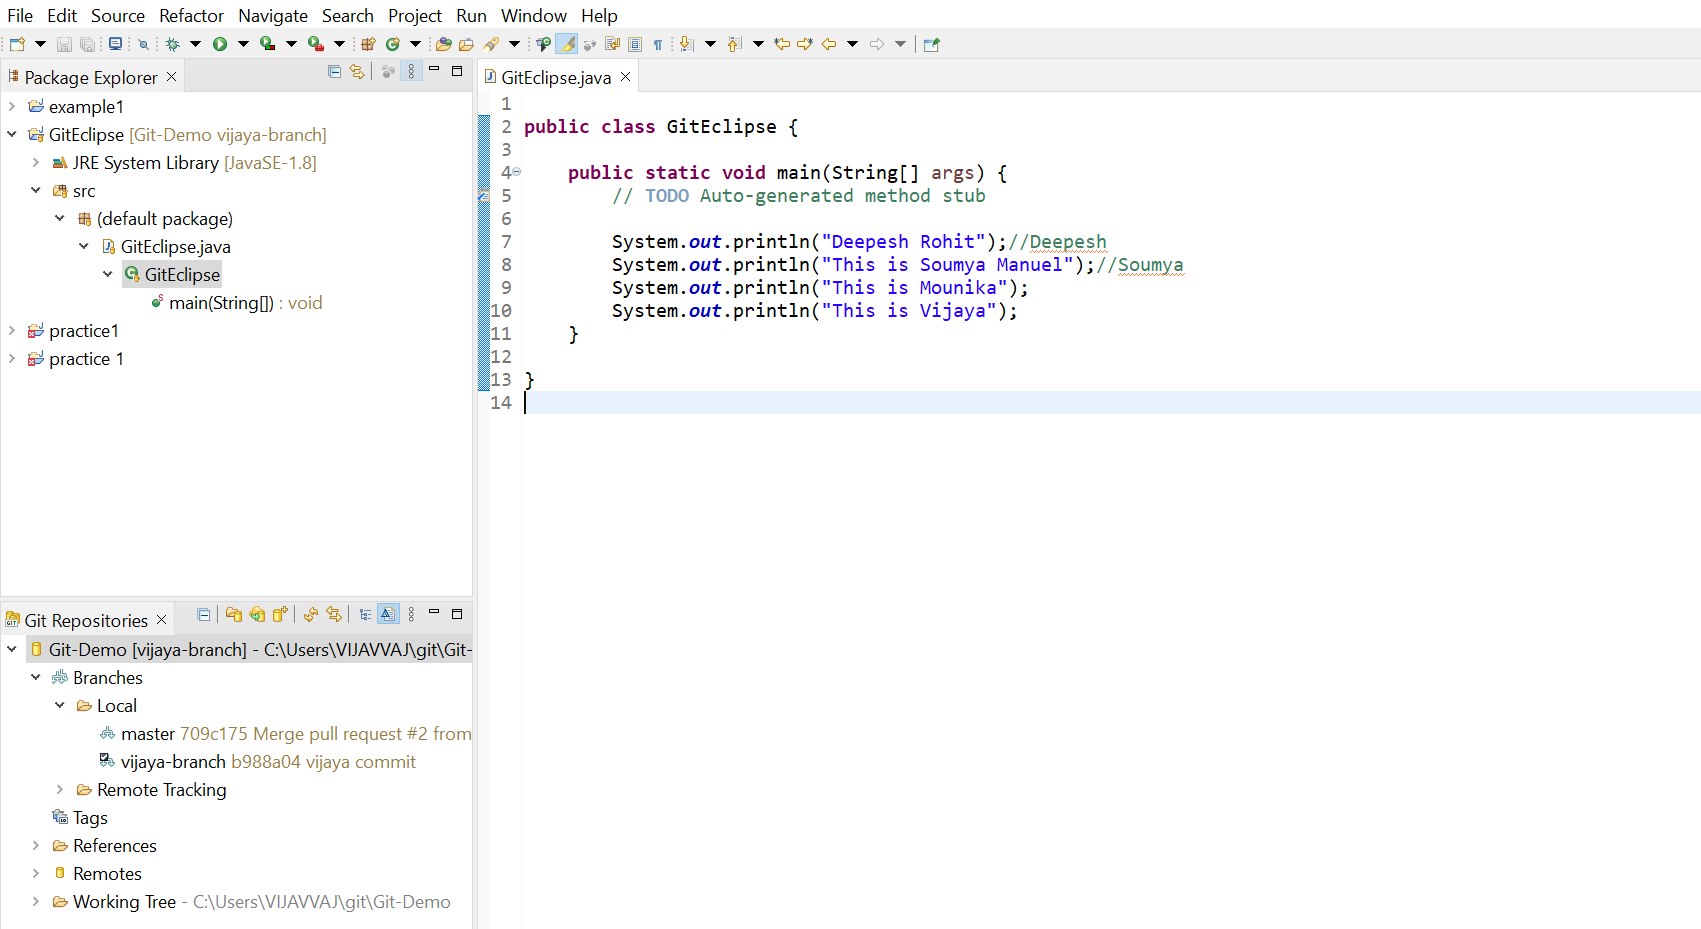 File Edit Source Refactor Navigate Search Project Run Window Help
Package Explorer
example1
GitEclipse [Git-Demo vijaya-branch]
JRE System Library [JavaSE-1.8]
src
(default package)
GitEclipse.java
GitEclipse
main(String[]) : void
practice1
practice 1
Git Repositories
Git-Demo [vijaya-branch] - C:\Users\VIJAVVAJ\git\Git-
Branches
Local
master 709c175 Merge pull request #2 from
vijaya-branch b988a04 vijaya commit
Remote Tracking
Tags
References
Remotes
Working Tree - C:\Users\VIJAVVAJ\git\Git-Demo
GitEclipse.java
1
2 public class GitEclipse {
3
4     public static void main(String[] args) {
5         // TODO Auto-generated method stub
6
7         System.out.println("Deepesh Rohit");//Deepesh
8         System.out.println("This is Soumya Manuel");//Soumya
9         System.out.println("This is Mounika");
10         System.out.println("This is Vijaya");
11     }
12
13 }
14